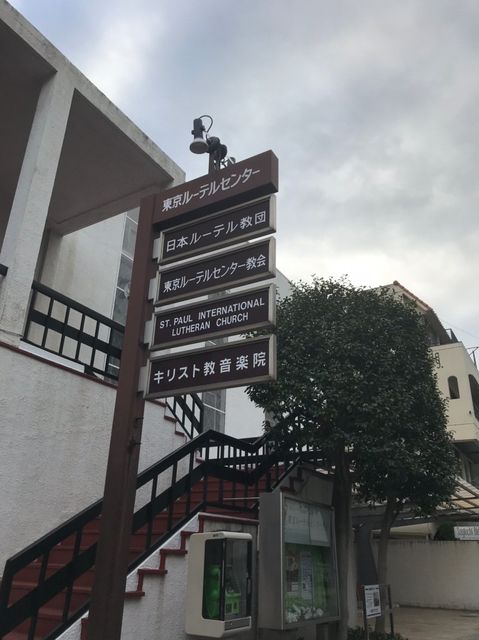 東京ルーテルセンター
日本ルーテル教団
東京ルーテルセンター教会
ST. PAUL INTERNATIONAL
LUTHERAN CHURCH
キリスト教音楽院